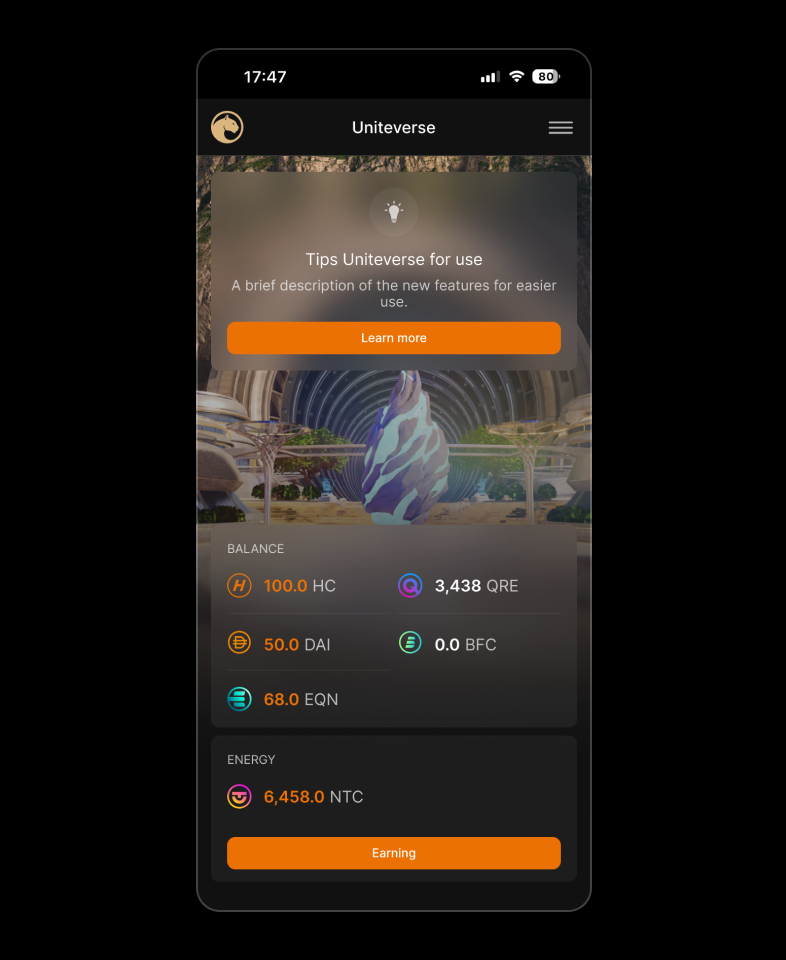 17:47
80
Uniteverse
Tips Uniteverse for use
A brief description of the new features for easier
use.
Learn more
BALANCE
100.0 HC
3,438 QRE
50.0 DAI
0.0 BFC
68.0 EQN
ENERGY
6,458.0 NTC
Earning